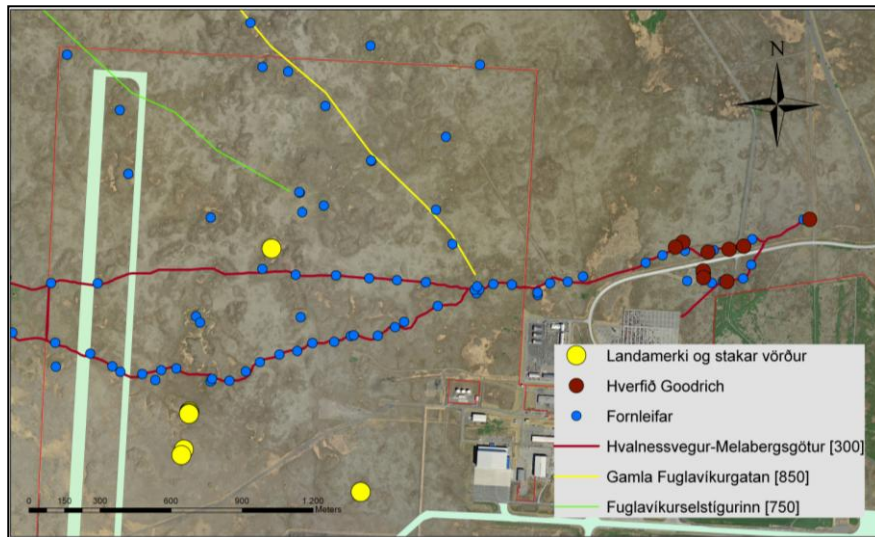 N
Landamerki og stakar vörður
Hverfið Goodrich
Fornleifar
Hvalnessvegur-Melabergsgötur [300]
Gamla Fuglavíkurgatan [850]
Fuglavíkurselstígurinn [750]
0 150 300 600 900 1.200
Meters